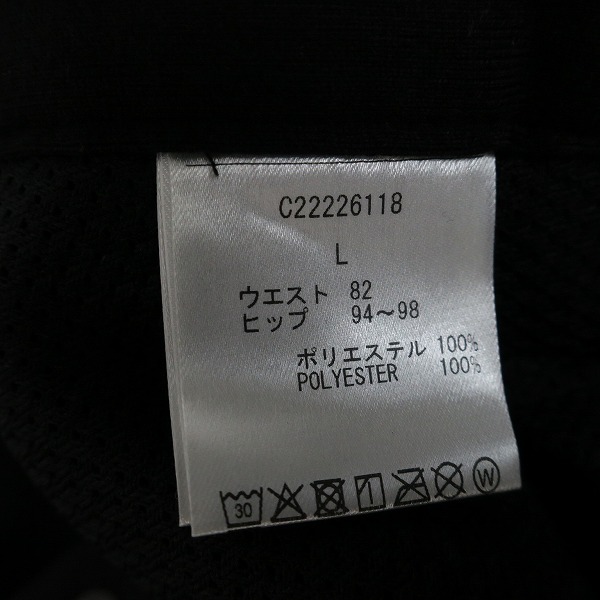 C22226118
L
ウエスト 82
ヒップ 94～98
ポリエステル 100%
POLYESTER 100%
30 W